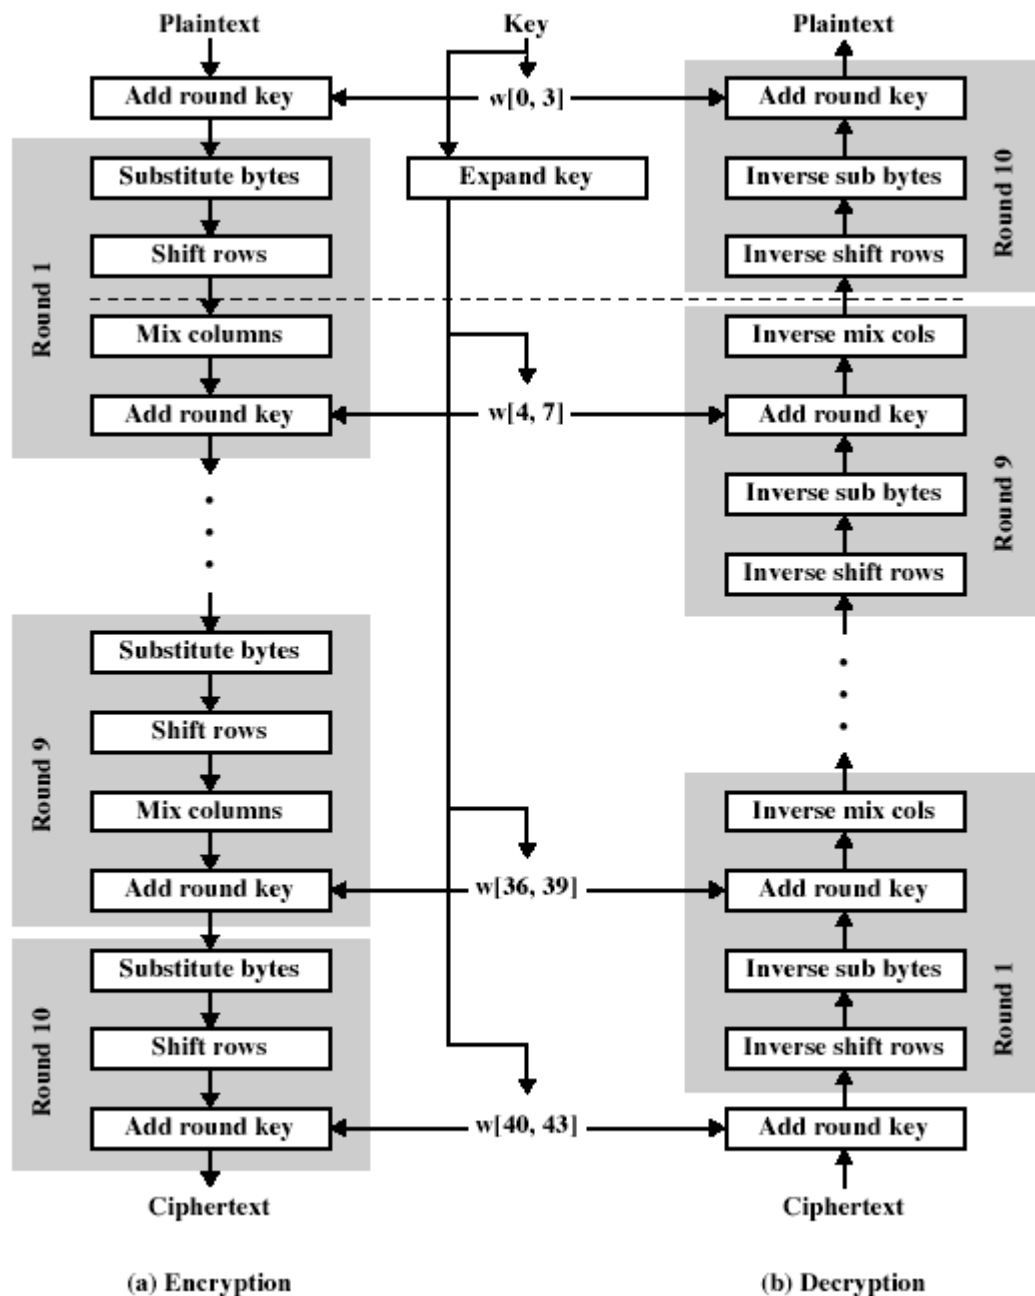 Plaintext
Key
Plaintext
Add round key
w[0, 3]
Add round key
Substitute bytes
Expand key
Inverse sub bytes
Shift rows
Inverse shift rows
Round 1
Round 10
Mix columns
Inverse mix cols
Add round key
w[4, 7]
Add round key
Inverse sub bytes
Round 9
Inverse shift rows
Substitute bytes
Shift rows
Round 9
Mix columns
Inverse mix cols
Add round key
w[36, 39]
Add round key
Substitute bytes
Inverse sub bytes
Round 10
Round 1
Shift rows
Inverse shift rows
Add round key
w[40, 43]
Add round key
Ciphertext
Ciphertext
(a) Encryption
(b) Decryption